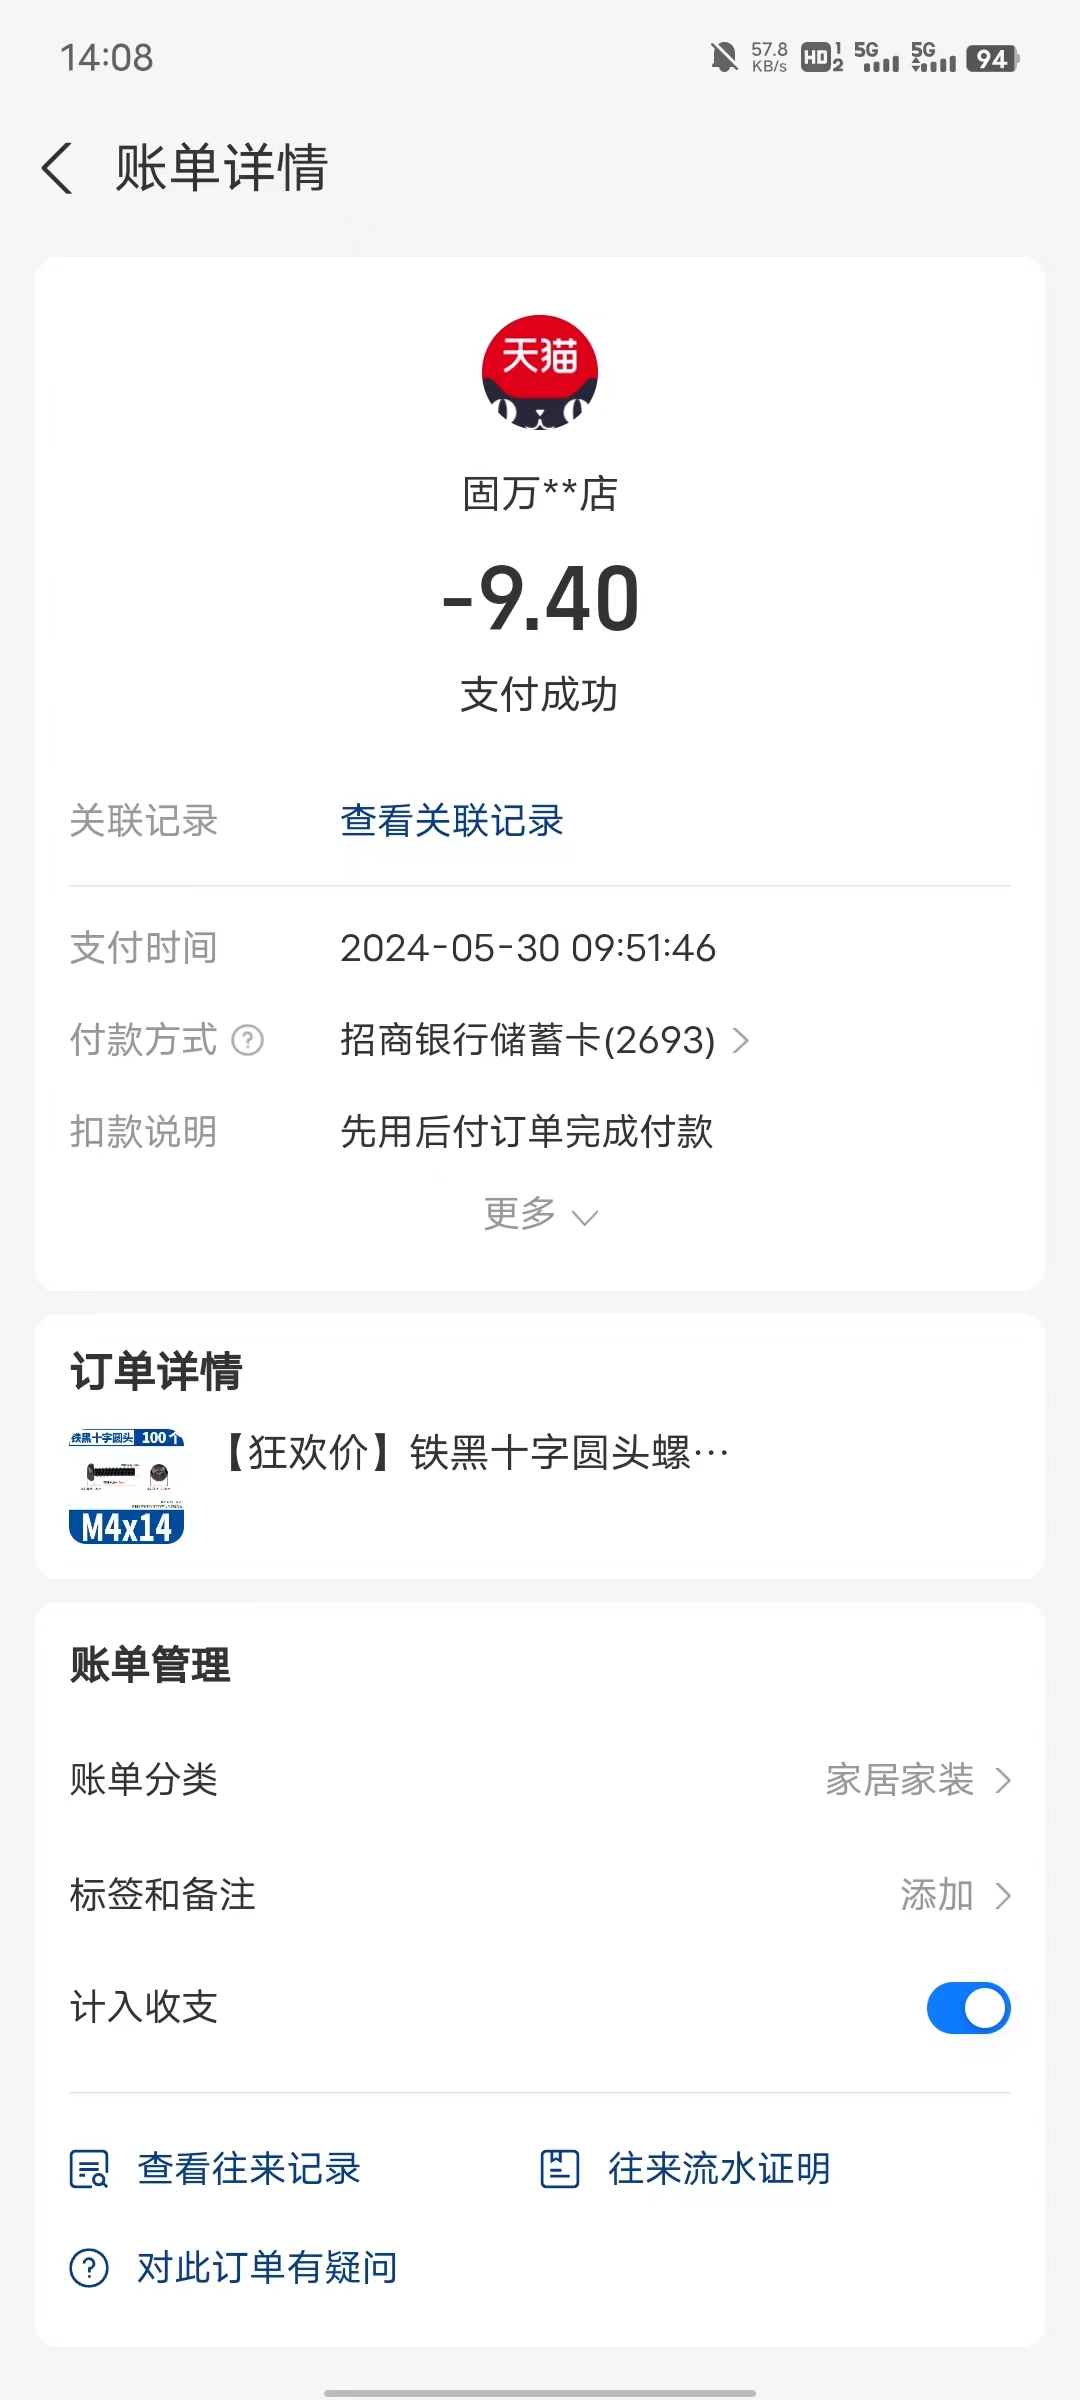 14:08
57.8
KB/s
HD 1 2
5G
5G
94
账单详情
天猫
固万**店
-9.40
支付成功
关联记录 查看关联记录
支付时间 2024-05-30 09:51:46
付款方式 ? 招商银行储蓄卡(2693)
扣款说明 先用后付订单完成付款
更多
订单详情
铁黑十字圆头 100个
M4x14
【狂欢价】铁黑十字圆头螺…
账单管理
账单分类 家居家装
标签和备注 添加
计入收支
查看往来记录 往来流水证明
? 对此订单有疑问